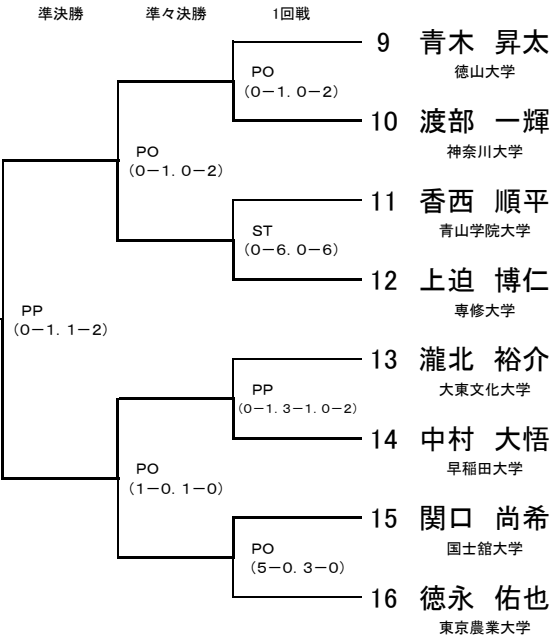 準決勝 準々決勝 1回戦
9 青木 昇太
徳山大学
PO
(0－1. 0－2)
10 渡部 一輝
神奈川大学
PO
(0－1. 0－2)
11 香西 順平
青山学院大学
ST
(0－6. 0－6)
12 上迫 博仁
専修大学
PP
(0－1. 1－2)
13 瀧北 裕介
大東文化大学
PP
(0－1. 3－1. 0－2)
14 中村 大悟
早稲田大学
PO
(1－0. 1－0)
15 関口 尚希
国士舘大学
PO
(5－0. 3－0)
16 徳永 佑也
東京農業大学